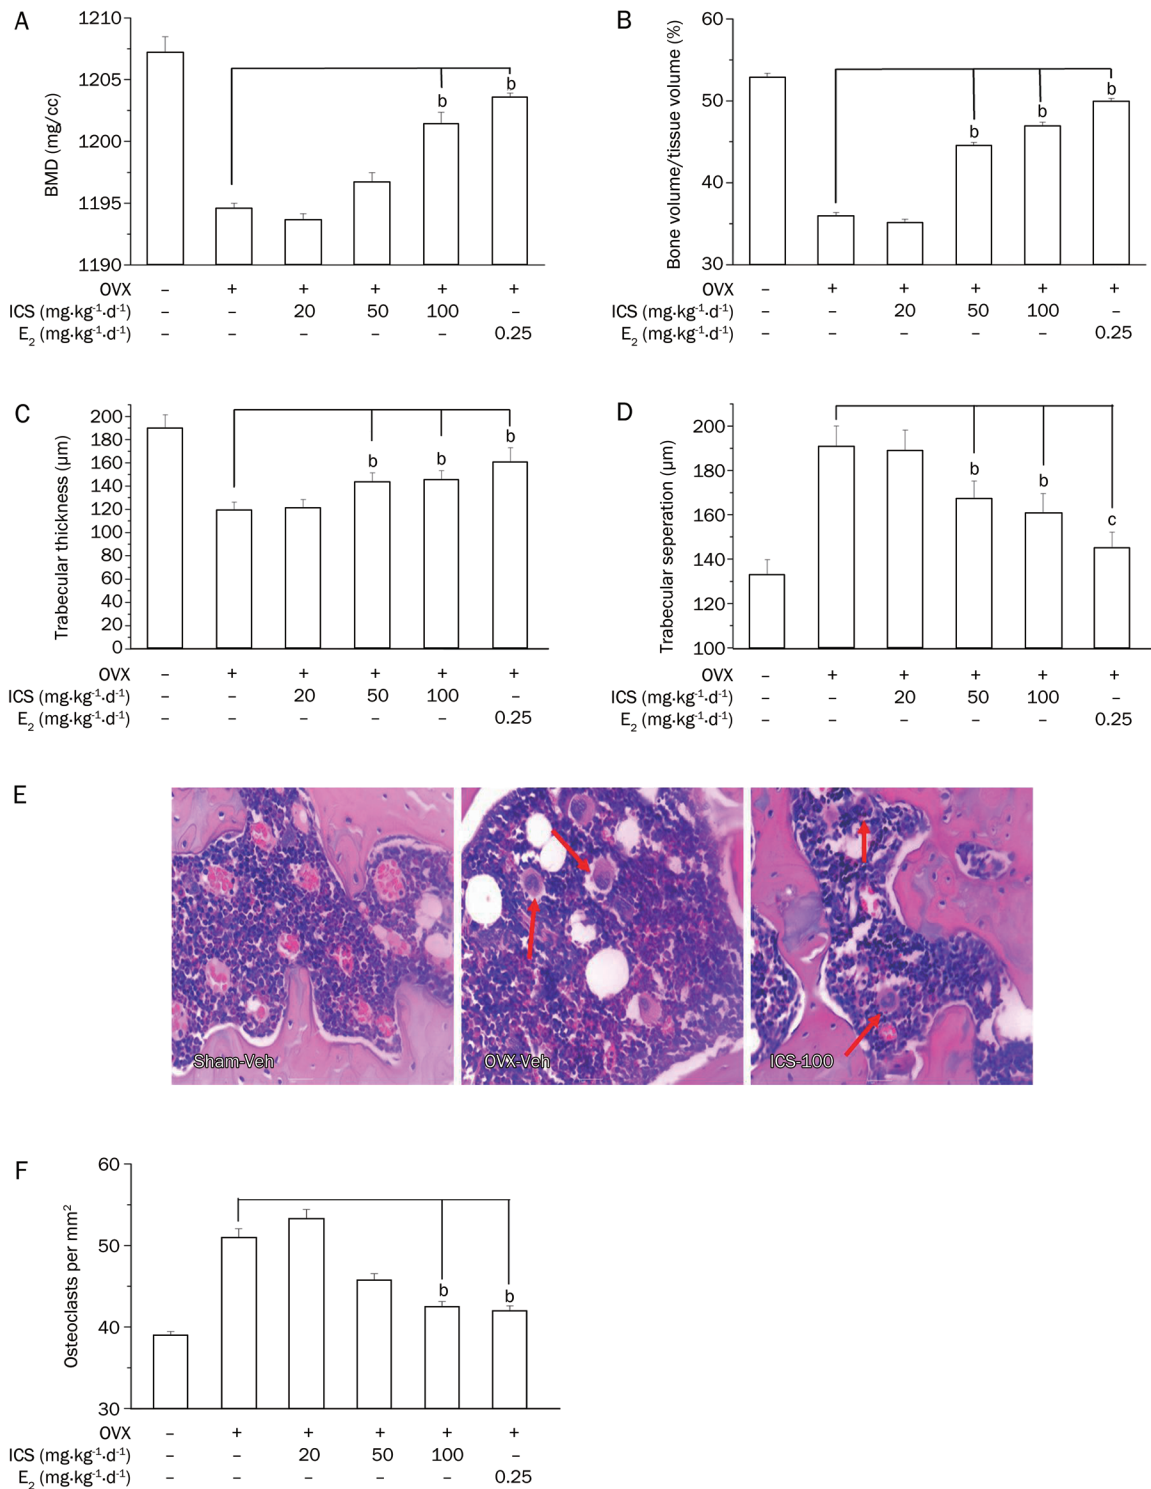 A
BMD (mg/cc)
1210
1205
1200
1195
1190
b
b
OVX – + + + + +
ICS (mg·kg⁻¹·d⁻¹) – – 20 50 100 –
E₂ (mg·kg⁻¹·d⁻¹) – – – – – 0.25
B
Bone volume/tissue volume (%)
60
50
40
30
b
b
b
OVX – + + + + +
ICS (mg·kg⁻¹·d⁻¹) – – 20 50 100 –
E₂ (mg·kg⁻¹·d⁻¹) – – – – – 0.25
C
Trabecular thickness (µm)
200
180
160
140
120
100
80
60
40
20
0
b
b
b
OVX – + + + + +
ICS (mg·kg⁻¹·d⁻¹) – – 20 50 100 –
E₂ (mg·kg⁻¹·d⁻¹) – – – – – 0.25
D
Trabecular seperation (µm)
200
180
160
140
120
100
b
b
c
OVX – + + + + +
ICS (mg·kg⁻¹·d⁻¹) – – 20 50 100 –
E₂ (mg·kg⁻¹·d⁻¹) – – – – – 0.25
E
Sham-Veh
OVX-Veh
ICS-100
F
Osteoclasts per mm²
60
50
40
30
b
b
OVX – + + + + +
ICS (mg·kg⁻¹·d⁻¹) – – 20 50 100 –
E₂ (mg·kg⁻¹·d⁻¹) – – – – – 0.25